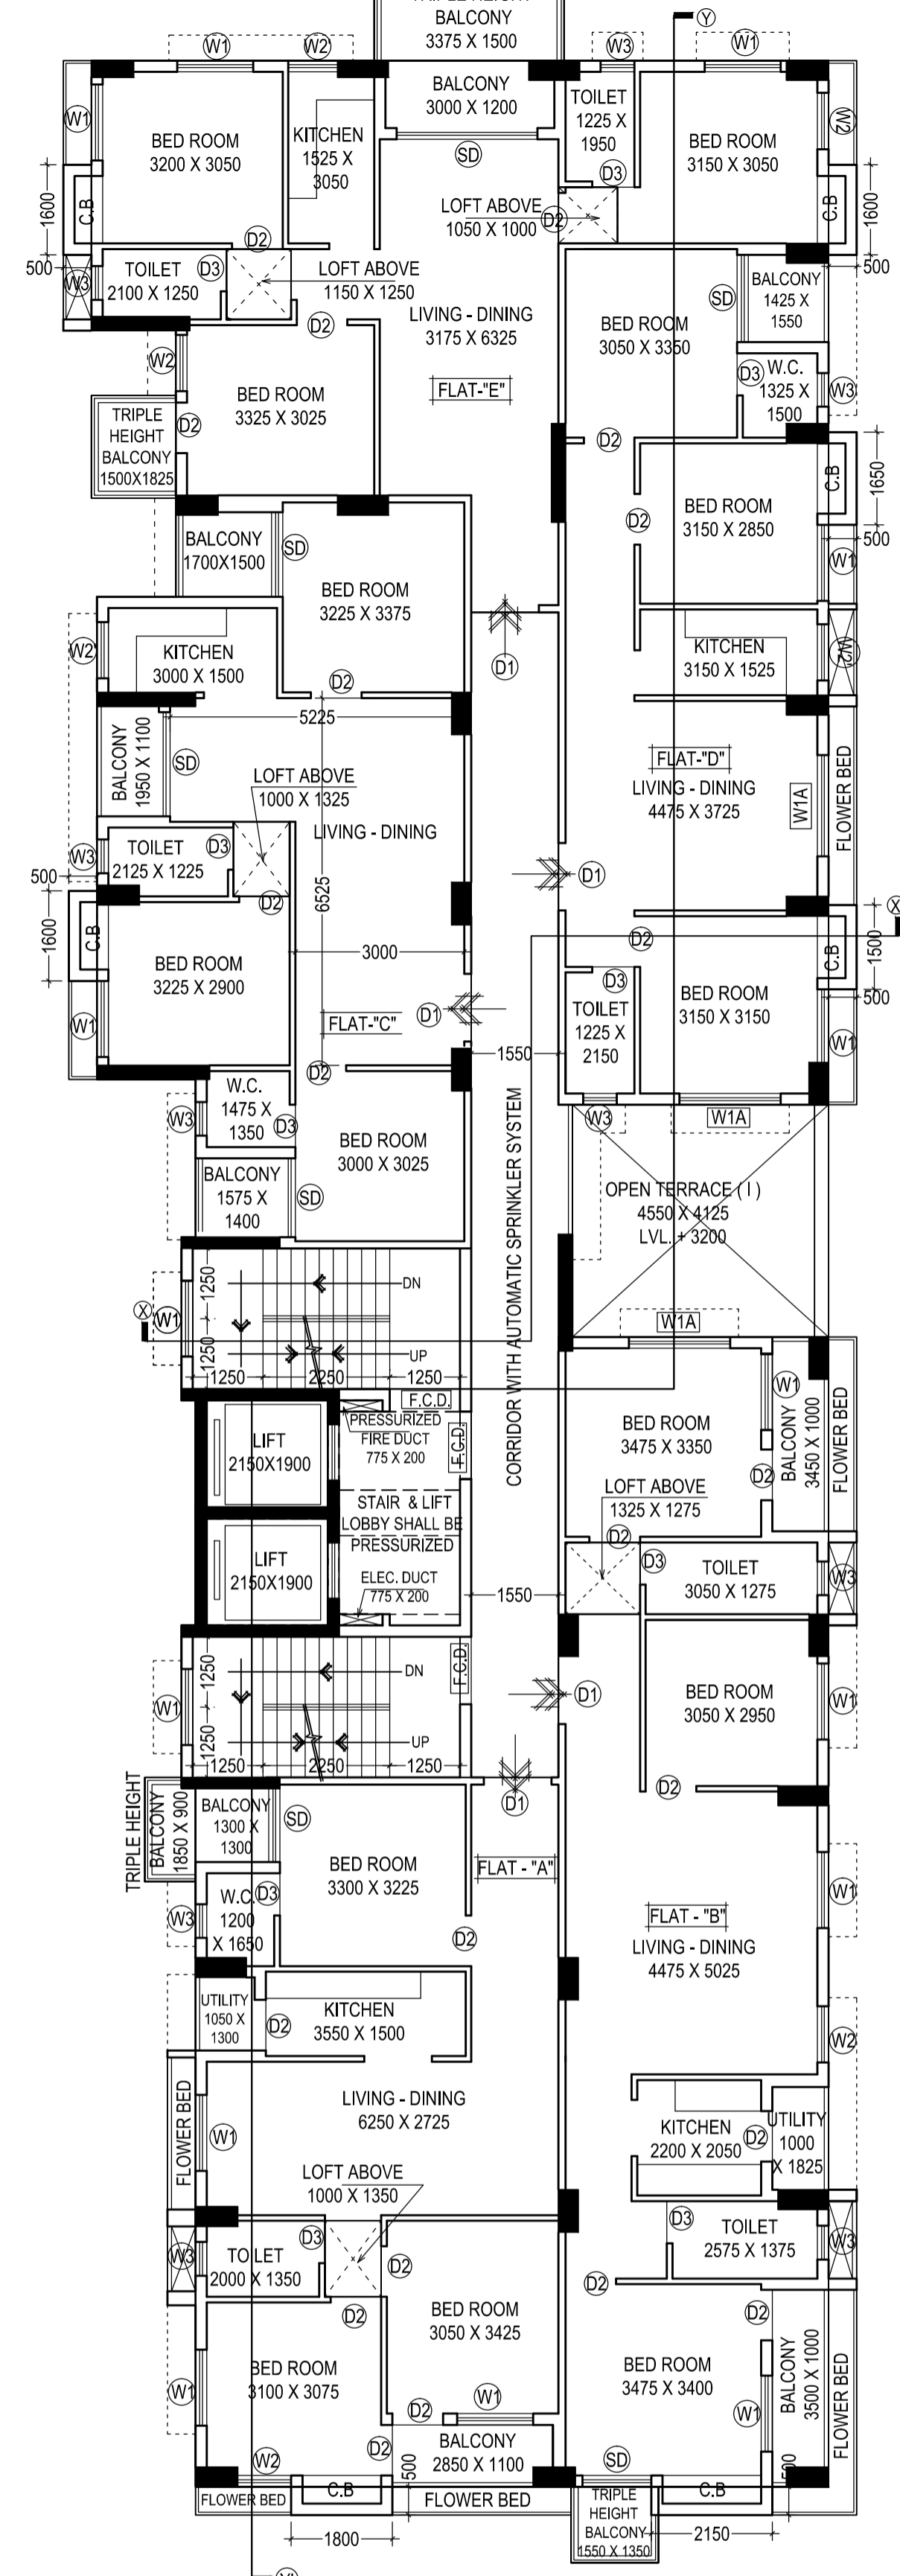 TRIPLE HEIGHT
BALCONY
3375 X 1500
Y
W1
W2
W3
W1
BALCONY
3000 X 1200
SD
W1
BED ROOM
3200 X 3050
KITCHEN
1525 X
3050
TOILET
1225 X
1950
D3
BED ROOM
3150 X 3050
W2
1600
C.B
500
W3
D2
LOFT ABOVE
1050 X 1000
D2
C.B
1600
500
TOILET
2100 X 1250
D3
LOFT ABOVE
1150 X 1250
D2
LIVING - DINING
3175 X 6325
FLAT-"E"
BED ROOM
3050 X 3350
SD
BALCONY
1425 X
1550
D3
W.C.
1325 X
1500
W3
W2
D2
BED ROOM
3325 X 3025
TRIPLE
HEIGHT
BALCONY
1500X1825
D2
D2
BED ROOM
3150 X 2850
C.B
1650
W1
500
BALCONY
1700X1500
SD
BED ROOM
3225 X 3375
D1
W2
KITCHEN
3000 X 1500
D2
KITCHEN
3150 X 1525
W2
5225
BALCONY
1950 X 1100
SD
LOFT ABOVE
1000 X 1325
LIVING - DINING
6525
FLAT-"D"
LIVING - DINING
4475 X 3725
W1A
FLOWER BED
W3
500
TOILET
2125 X 1225
D3
D2
D1
1600
C.B
BED ROOM
3225 X 2900
3000
W1
D1
FLAT-"C"
D2
X
D2
D3
TOILET
1225 X
2150
BED ROOM
3150 X 3150
C.B
1500
500
W1
1550
W.C.
1475 X
1350
D3
W3
BED ROOM
3000 X 3025
BALCONY
1575 X
1400
SD
CORRIDOR WITH AUTOMATIC SPRINKLER SYSTEM
W3
W1A
OPEN TERRACE ( I )
4550 X 4125
LVL. + 3200
W1A
X
W1
1250
1250
DN
UP
1250
2250
1250
F.C.D.
F.C.D.
PRESSURIZED
FIRE DUCT
775 X 200
LIFT
2150X1900
STAIR & LIFT
LOBBY SHALL BE
PRESSURIZED
LIFT
2150X1900
ELEC. DUCT
775 X 200
1550
BED ROOM
3475 X 3350
W1
D2
BALCONY
3450 X 1000
FLOWER BED
LOFT ABOVE
1325 X 1275
D2
D3
TOILET
3050 X 1275
W3
F.C.D.
W1
1250
1250
DN
UP
1250
2250
1250
D1
BED ROOM
3050 X 2950
W1
D2
D1
TRIPLE HEIGHT
BALCONY
1850 X 900
BALCONY
1300 X
1300
SD
BED ROOM
3300 X 3225
FLAT - "A"
W3
W.C.
1200
X 1650
D3
D2
W1
FLAT - "B"
LIVING - DINING
4475 X 5025
UTILITY
1050 X
1300
D2
KITCHEN
3550 X 1500
W2
LIVING - DINING
6250 X 2725
FLOWER BED
W1
KITCHEN
2200 X 2050
D2
UTILITY
1000
X 1825
LOFT ABOVE
1000 X 1350
W3
TOILET
2000 X 1350
D3
D2
D2
D3
TOILET
2575 X 1375
W3
D2
BED ROOM
3050 X 3425
D2
W1
BED ROOM
3100 X 3075
D2
W1
BED ROOM
3475 X 3400
W1
BALCONY
3500 X 1000
FLOWER BED
W2
D2
BALCONY
2850 X 1100
500
SD
500
FLOWER BED
C.B
FLOWER BED
TRIPLE
HEIGHT
BALCONY
1550 X 1350
C.B
1800
2150